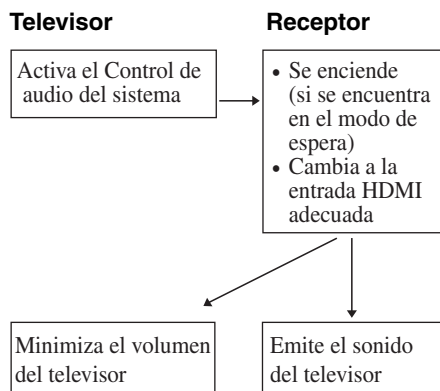 Televisor
Receptor
Activa el Control de
audio del sistema
• Se enciende
(si se encuentra
en el modo de
espera)
• Cambia a la
entrada HDMI
adecuada
Minimiza el volumen
del televisor
Emite el sonido
del televisor